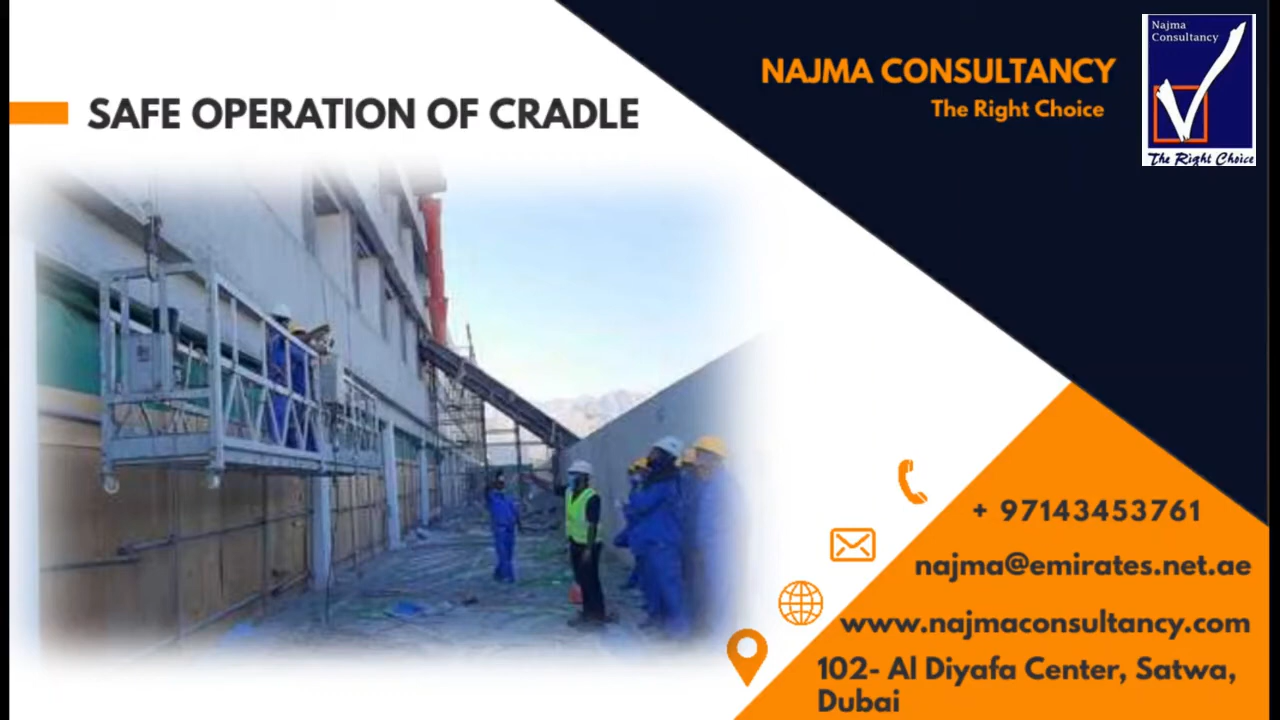 SAFE OPERATION OF CRADLE
NAJMA CONSULTANCY
The Right Choice
Najma
Consultancy
The Right Choice
+ 97143453761
najma@emirates.net.ae
www.najmaconsultancy.com
102- Al Diyafa Center, Satwa,
Dubai